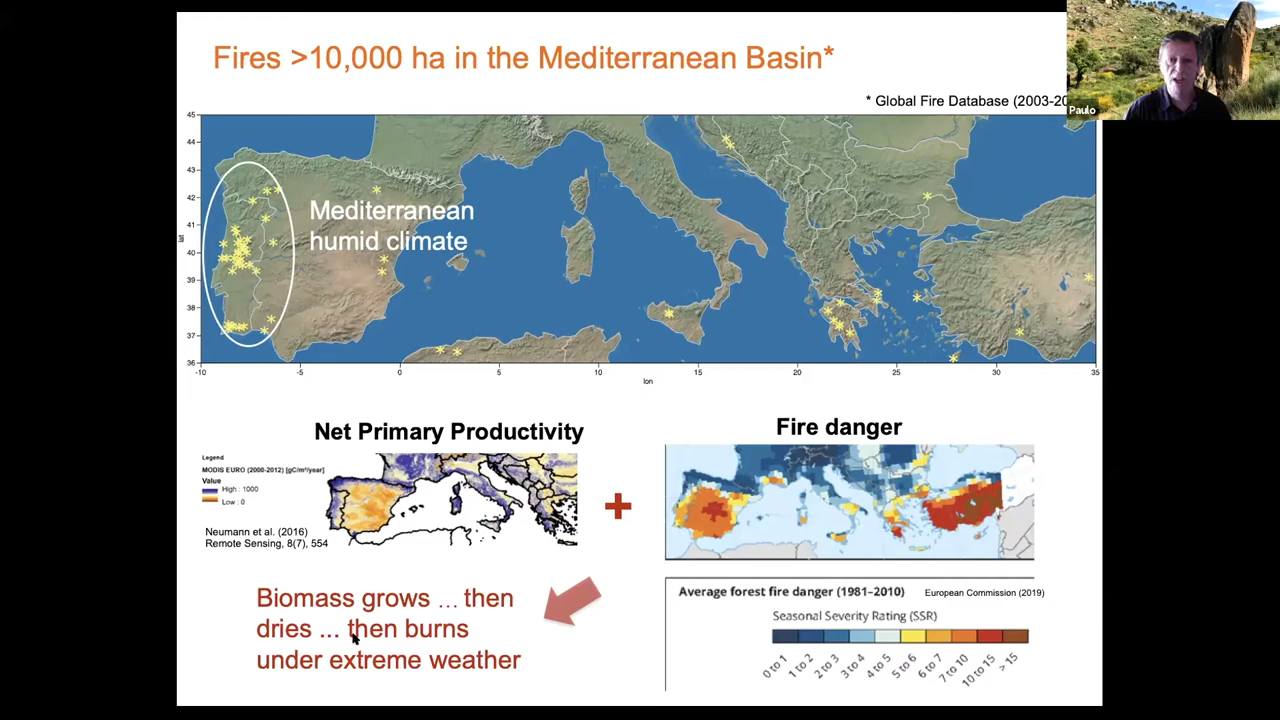 Fires >10,000 ha in the Mediterranean Basin*
* Global Fire Database (2003-20
Paulo
45
44
43
42
41
40
39
38
37
36
lat
Mediterranean
humid climate
-10
-5
0
5
10
15
20
25
30
35
lon
Net Primary Productivity
Legend
MODIS EURO (2000-2012) [gC/m²/year]
Value
High : 1000
Low : 0
Neumann et al. (2016)
Remote Sensing, 8(7), 554
+
Fire danger
Biomass grows ... then
dries ... then burns
under extreme weather
Average forest fire danger (1981–2010)
European Commission (2019)
Seasonal Severity Rating (SSR)
0 to 1
1 to 2
2 to 3
3 to 4
4 to 5
5 to 6
6 to 7
7 to 10
10 to 15
> 15